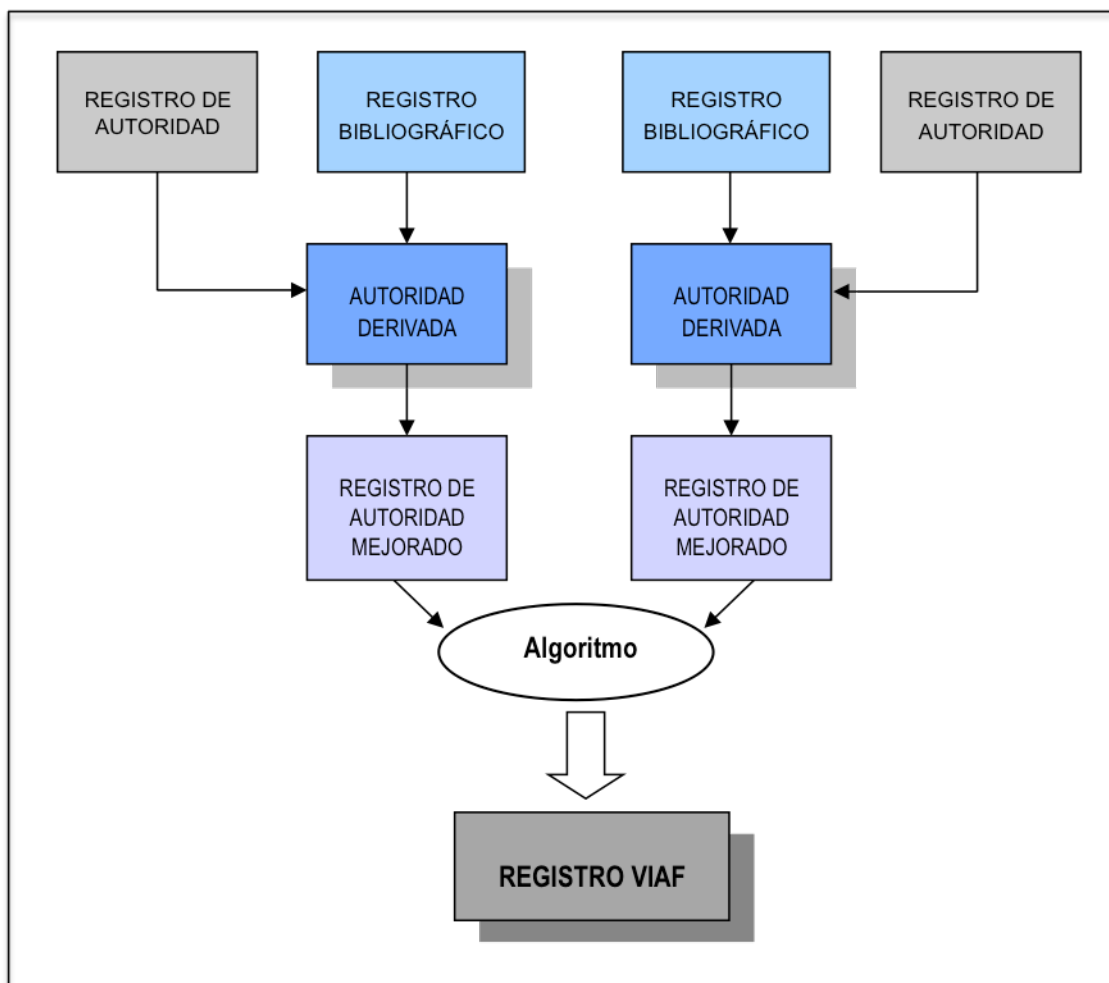 REGISTRO DE
AUTORIDAD
REGISTRO
BIBLIOGRÁFICO
REGISTRO
BIBLIOGRÁFICO
REGISTRO DE
AUTORIDAD
AUTORIDAD
DERIVADA
AUTORIDAD
DERIVADA
REGISTRO DE
AUTORIDAD
MEJORADO
REGISTRO DE
AUTORIDAD
MEJORADO
Algoritmo
REGISTRO VIAF